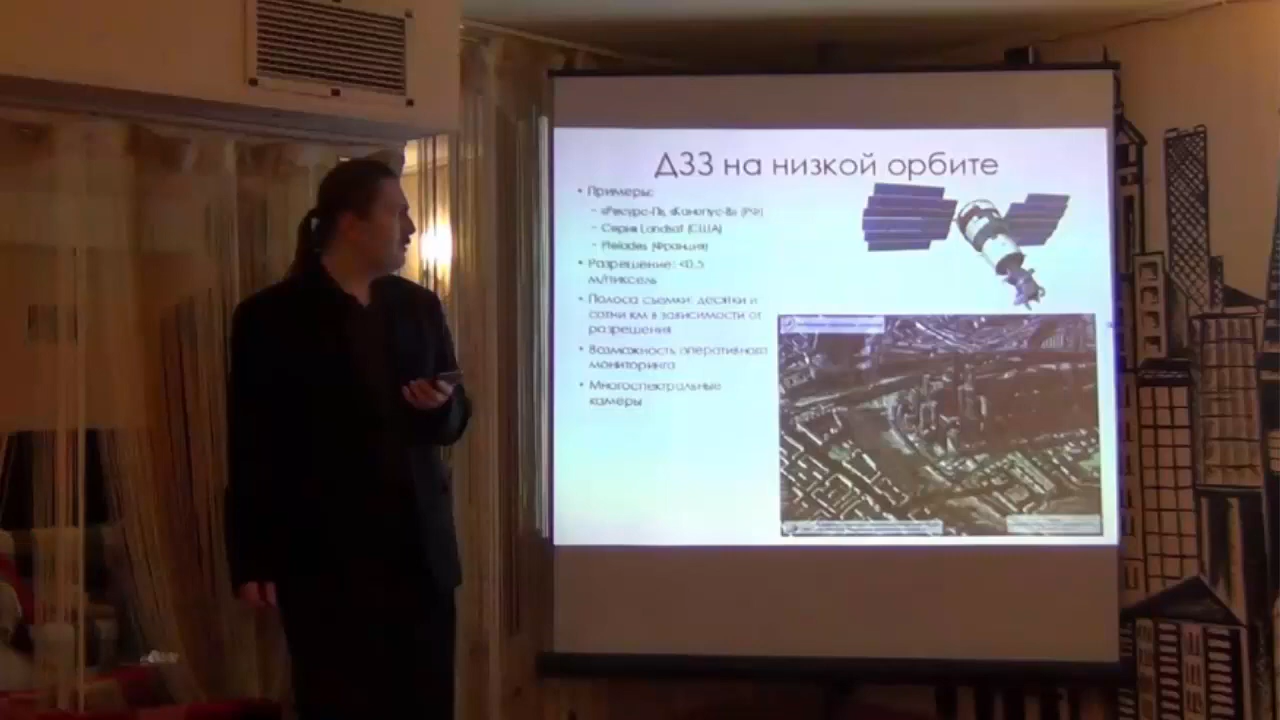 ДЗЗ на низкой орбите
• Примеры:
– «Ресурс-П», «Канопус-В» (РФ)
– Серия Landsat (США)
– Pleiades (Франция)
• Разрешение: <0.5
м/пиксель
• Полоса съемки: десятки и
сотни км в зависимости от
разрешения
• Возможность оперативного
мониторинга
• Многоспектральные
камеры